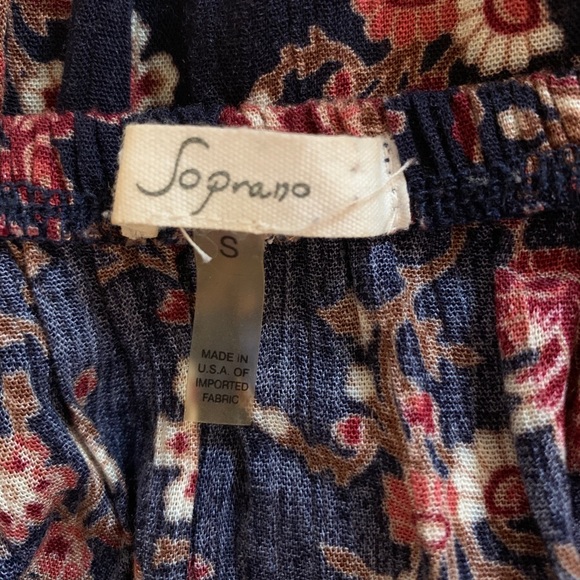 Soprano
S
MADE IN
U.S.A. OF
IMPORTED
FABRIC